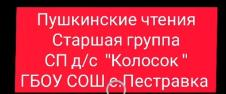 Пушкинские чтения
Старшая группа
СП д/с "Колосок"
ГБОУ СОШ с.Пестравка